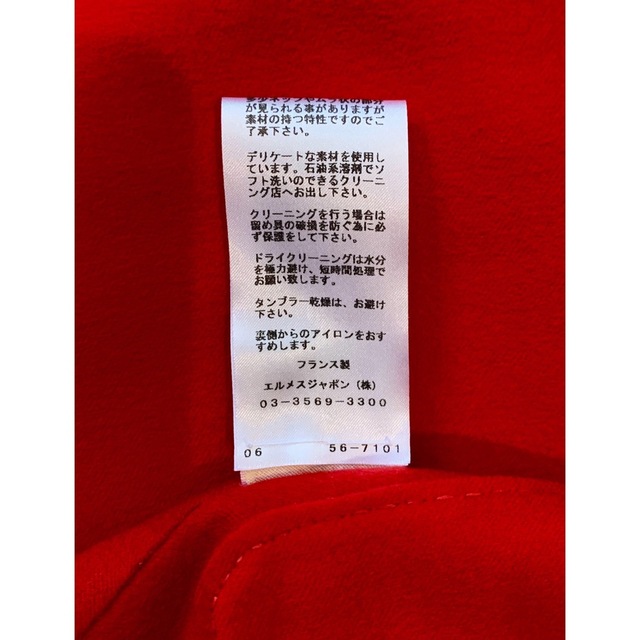 が見られる事がありますが
素材の持つ特性ですのでご
了承下さい。
デリケートな素材を使用し
ています。石油系溶剤でソ
フト洗いのできるクリーニ
ング店へお出し下さい。
クリーニングを行う場合は
留め具の破損を防ぐ為に必
ず保護をして下さい。
ドライクリーニングは水分
を極力避け、短時間処理で
お願い致します。
タンブラー乾燥は、お避け
下さい。
裏側からのアイロンをおす
すめします。
フランス製
エルメスジャポン(株)
03-3569-3300
06 56-7101